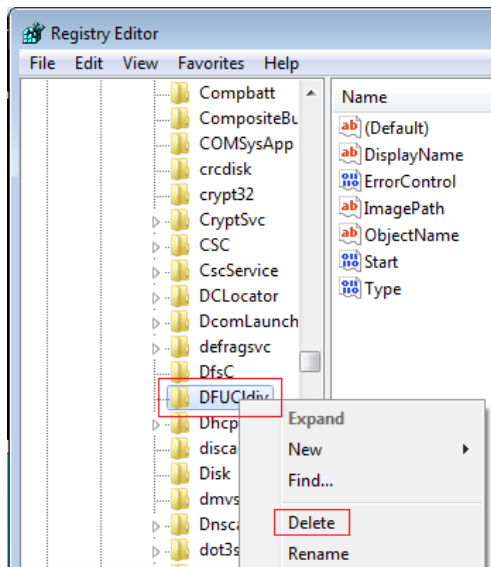 Registry Editor
File Edit View Favorites Help
Compbatt
CompositeBu
COMSysApp
crcdisk
crypt32
CryptSvc
CSC
CscService
DCLocator
DcomLaunch
defragsvc
DfsC
DFUCIdiv
Dhcp
disca
Disk
dmvs
Dnsca
dot3s
Name
(Default)
DisplayName
ErrorControl
ImagePath
ObjectName
Start
Type
Expand
New
Find...
Delete
Rename